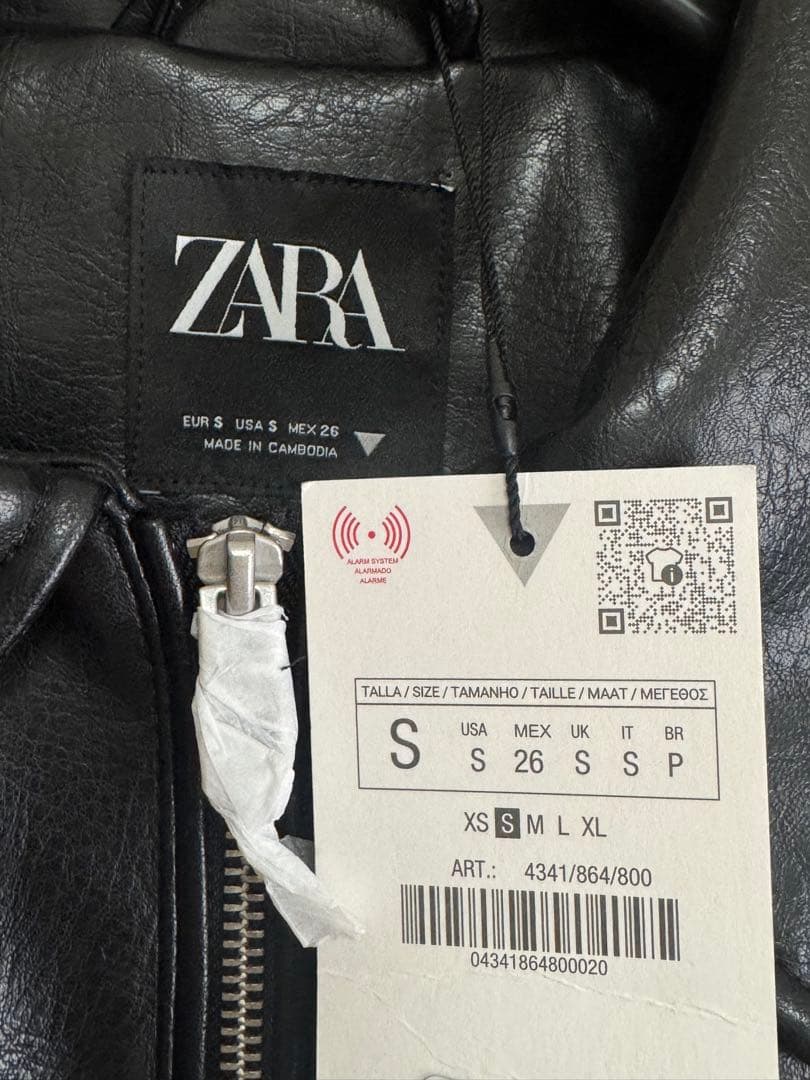 ZARA
EUR S USA S MEX 26
MADE IN CAMBODIA
ALARM SYSTEM
ALARMADO
ALARME
i
TALLA / SIZE / TAMANHO / TAILLE / MAAT / ΜΕΓΕΘΟΣ
USA MEX UK IT BR
S S 26 S S P
XS S M L XL
ART.: 4341/864/800
04341864800020